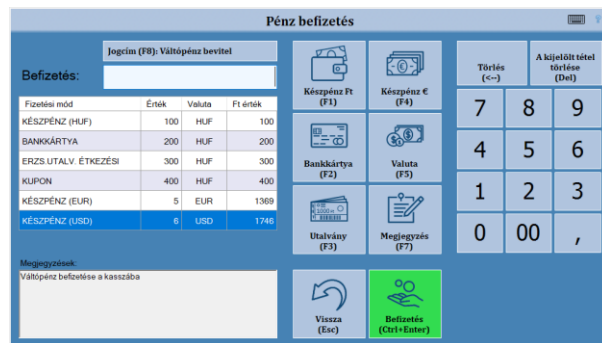 Pénz befizetés
Jogcím (F8): Váltópénz bevitel
Befizetés:
Fizetési mód Érték Valuta Ft érték
KÉSZPÉNZ (HUF) 100 HUF 100
BANKKÁRTYA 200 HUF 200
ERZS.UTALV. ÉTKEZÉSI 300 HUF 300
KUPON 400 HUF 400
KÉSZPÉNZ (EUR) 5 EUR 1369
KÉSZPÉNZ (USD) 6 USD 1746
Megjegyzések:
Váltópénz befizetése a kasszába
Készpénz Ft
(F1)
Készpénz €
(F4)
Bankkártya
(F2)
Valuta
(F5)
Utalvány
(F3)
Megjegyzés
(F7)
Vissza
(Esc)
Befizetés
(Ctrl+Enter)
Törlés
(<--)
A kijelölt tétel
törlése
(Del)
7 8 9
4 5 6
1 2 3
0 00 ,